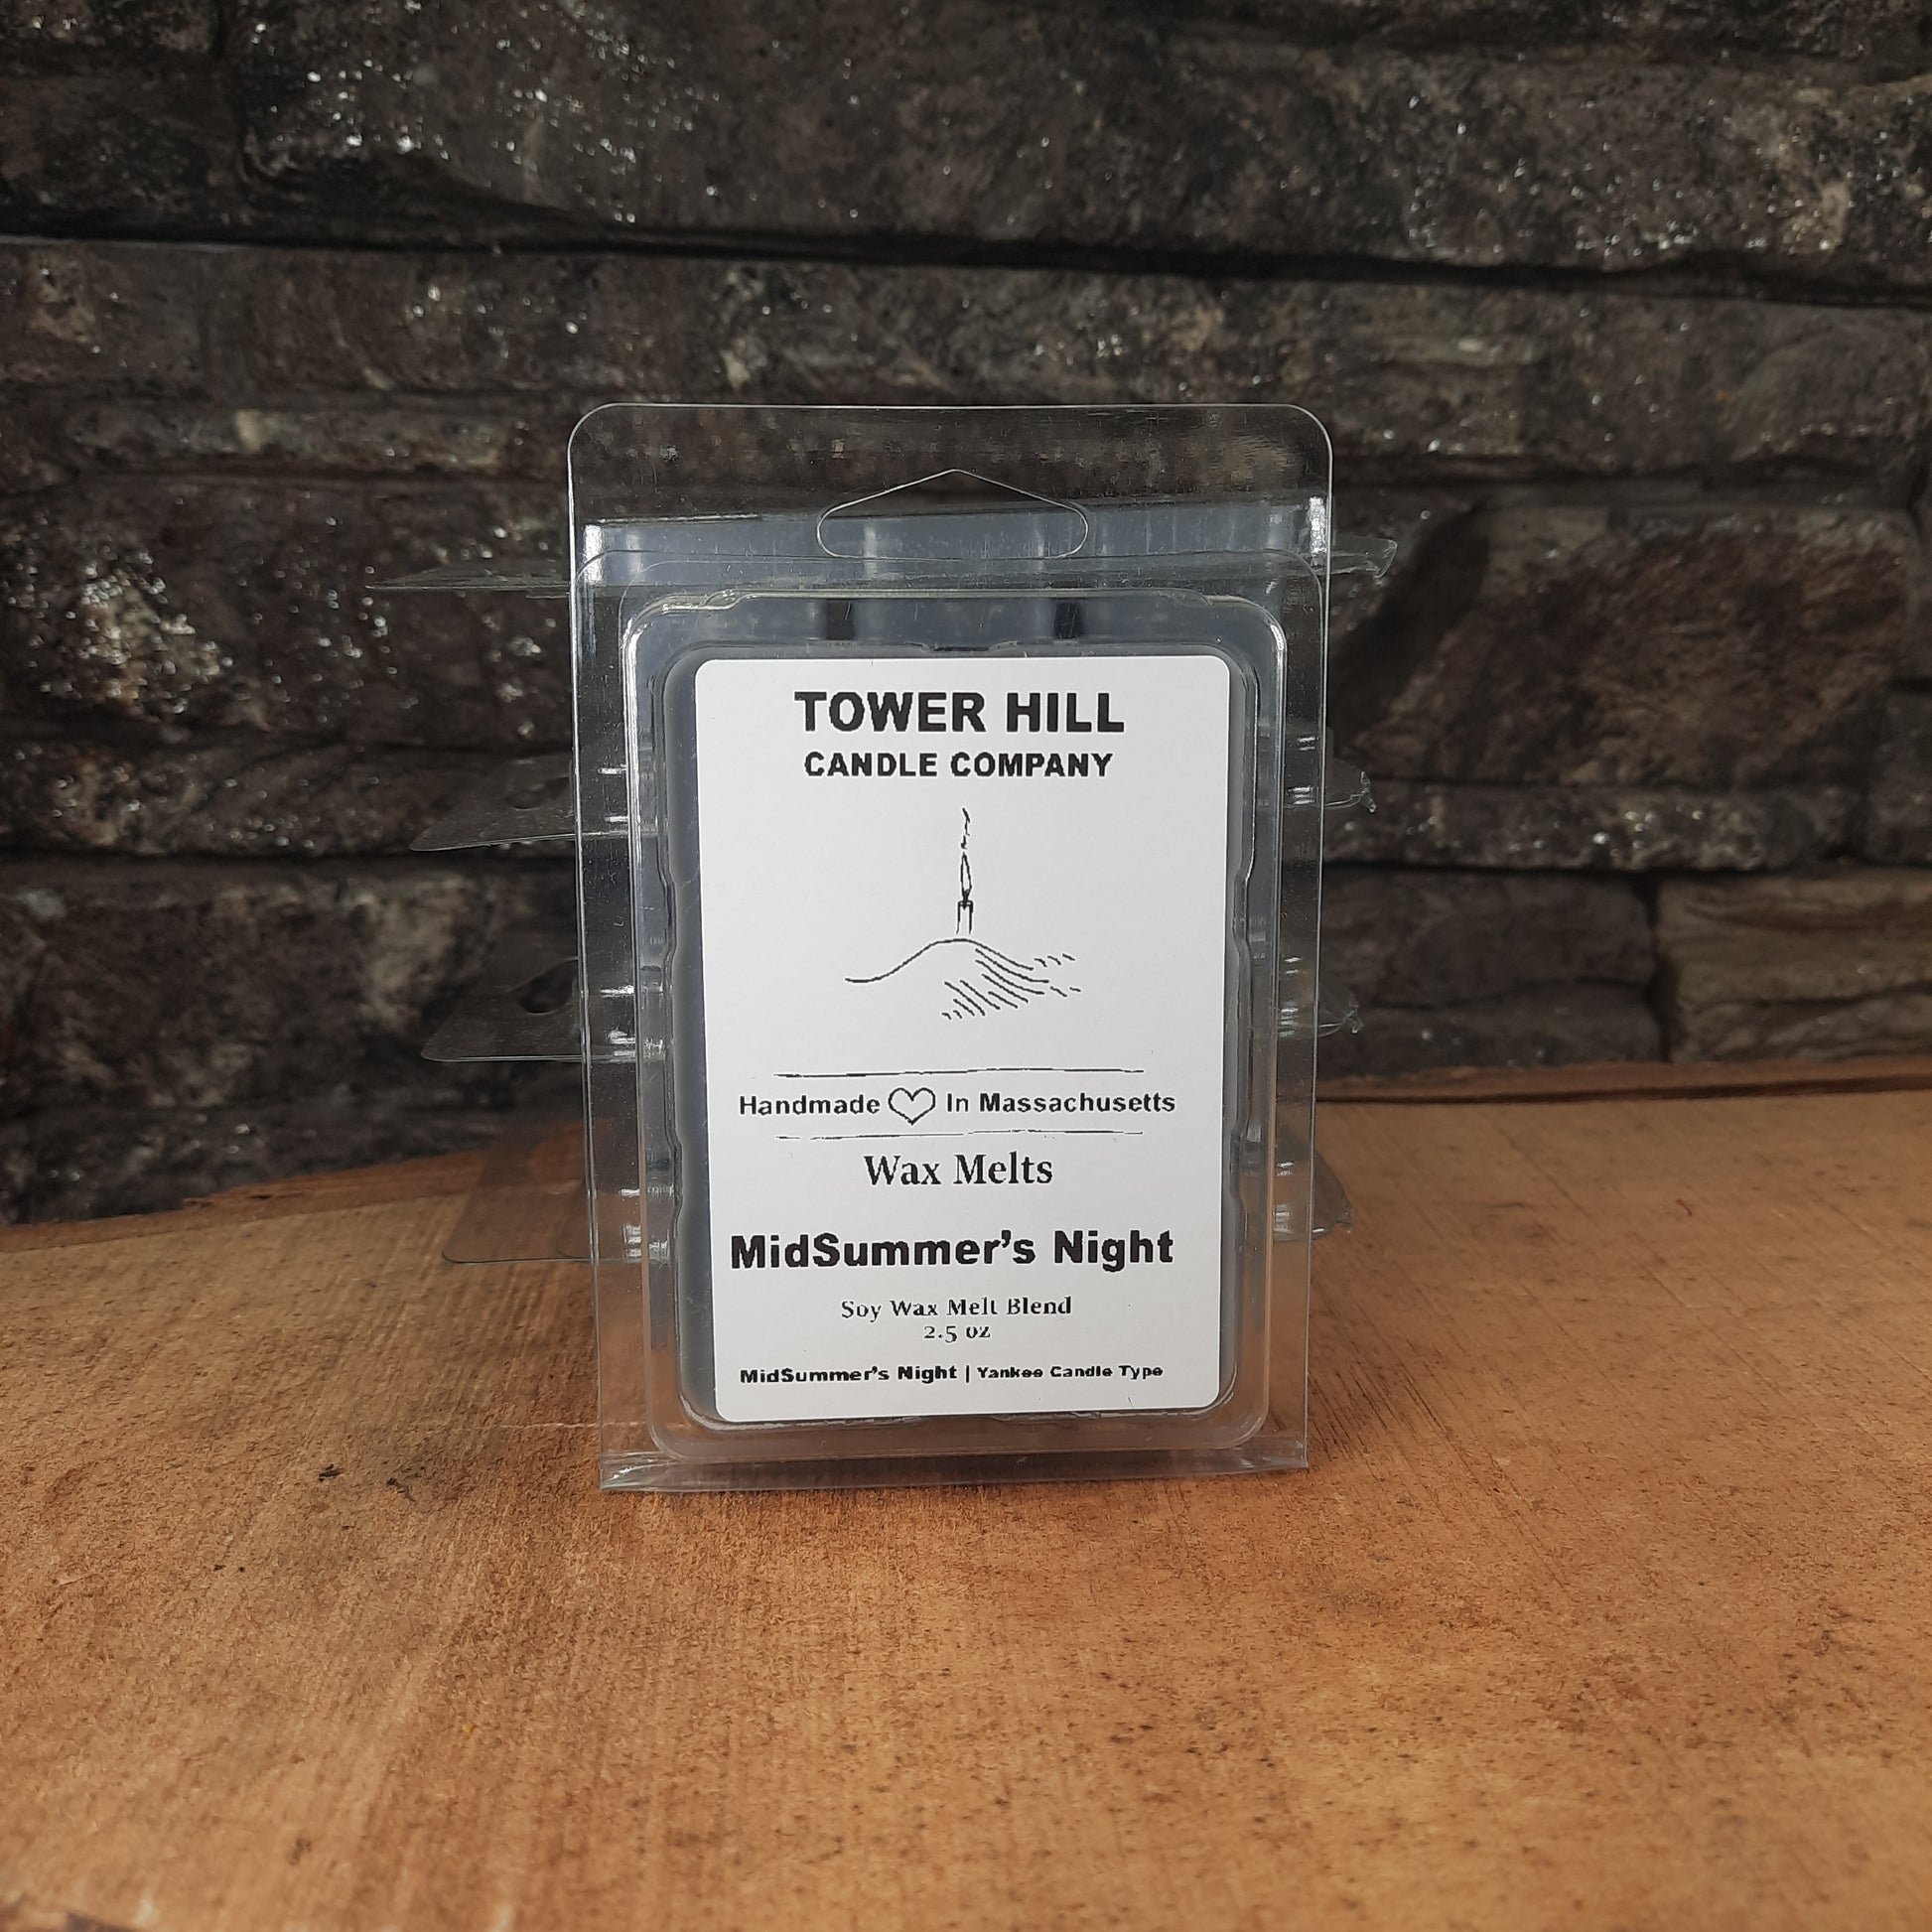 TOWER HILL
CANDLE COMPANY
Handmade In Massachusetts
Wax Melts
MidSummer's Night
Soy Wax Melt Blend
2.5 oz
MidSummer's Night | Yankee Candle Type